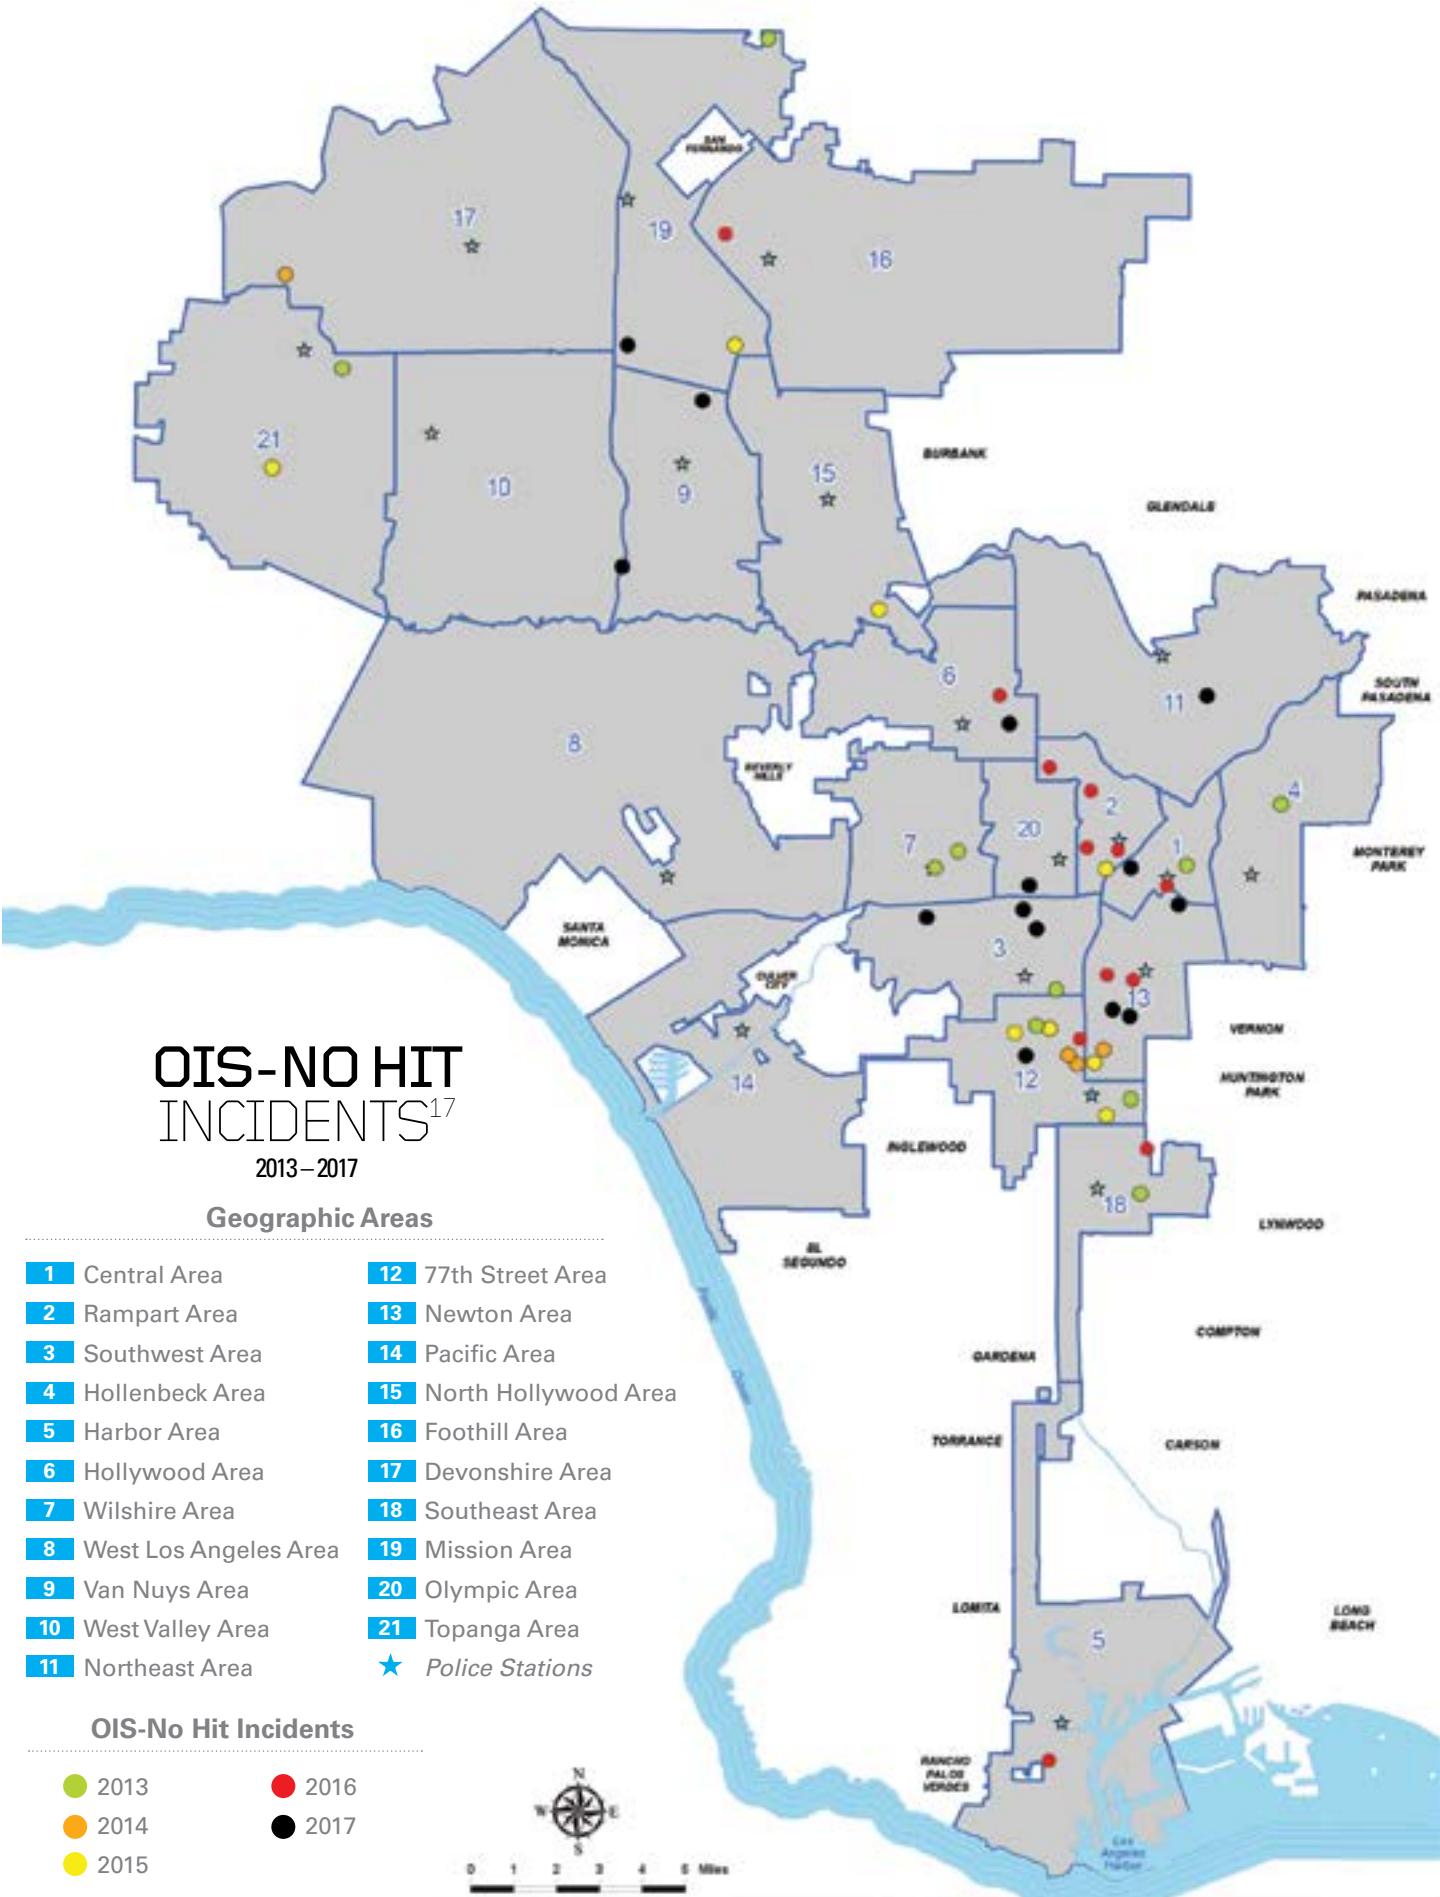 SAN
FERNANDO
17
19
16
21
10
9
15
BURBANK
GLENDALE
PASADENA
SOUTH
PASADENA
6
11
8
BEVERLY
HILLS
4
2
20
7
1
MONTEREY
PARK
SANTA
MONICA
3
CULVER
CITY
13
VERNON
14
12
HUNTINGTON
PARK
INGLEWOOD
18
LYNWOOD
EL
SEGUNDO
Pacific
Ocean
COMPTON
GARDENA
TORRANCE
CARSON
LOMITA
LONG
BEACH
5
RANCHO
PALOS
VERDES
Los
Angeles
Harbor
OIS-NO HIT
INCIDENTS17
2013–2017
Geographic Areas
1 Central Area
2 Rampart Area
3 Southwest Area
4 Hollenbeck Area
5 Harbor Area
6 Hollywood Area
7 Wilshire Area
8 West Los Angeles Area
9 Van Nuys Area
10 West Valley Area
11 Northeast Area
12 77th Street Area
13 Newton Area
14 Pacific Area
15 North Hollywood Area
16 Foothill Area
17 Devonshire Area
18 Southeast Area
19 Mission Area
20 Olympic Area
21 Topanga Area
Police Stations
OIS-No Hit Incidents
2013
2014
2015
2016
2017
N
W E
S
0 1 2 3 4 5 Miles